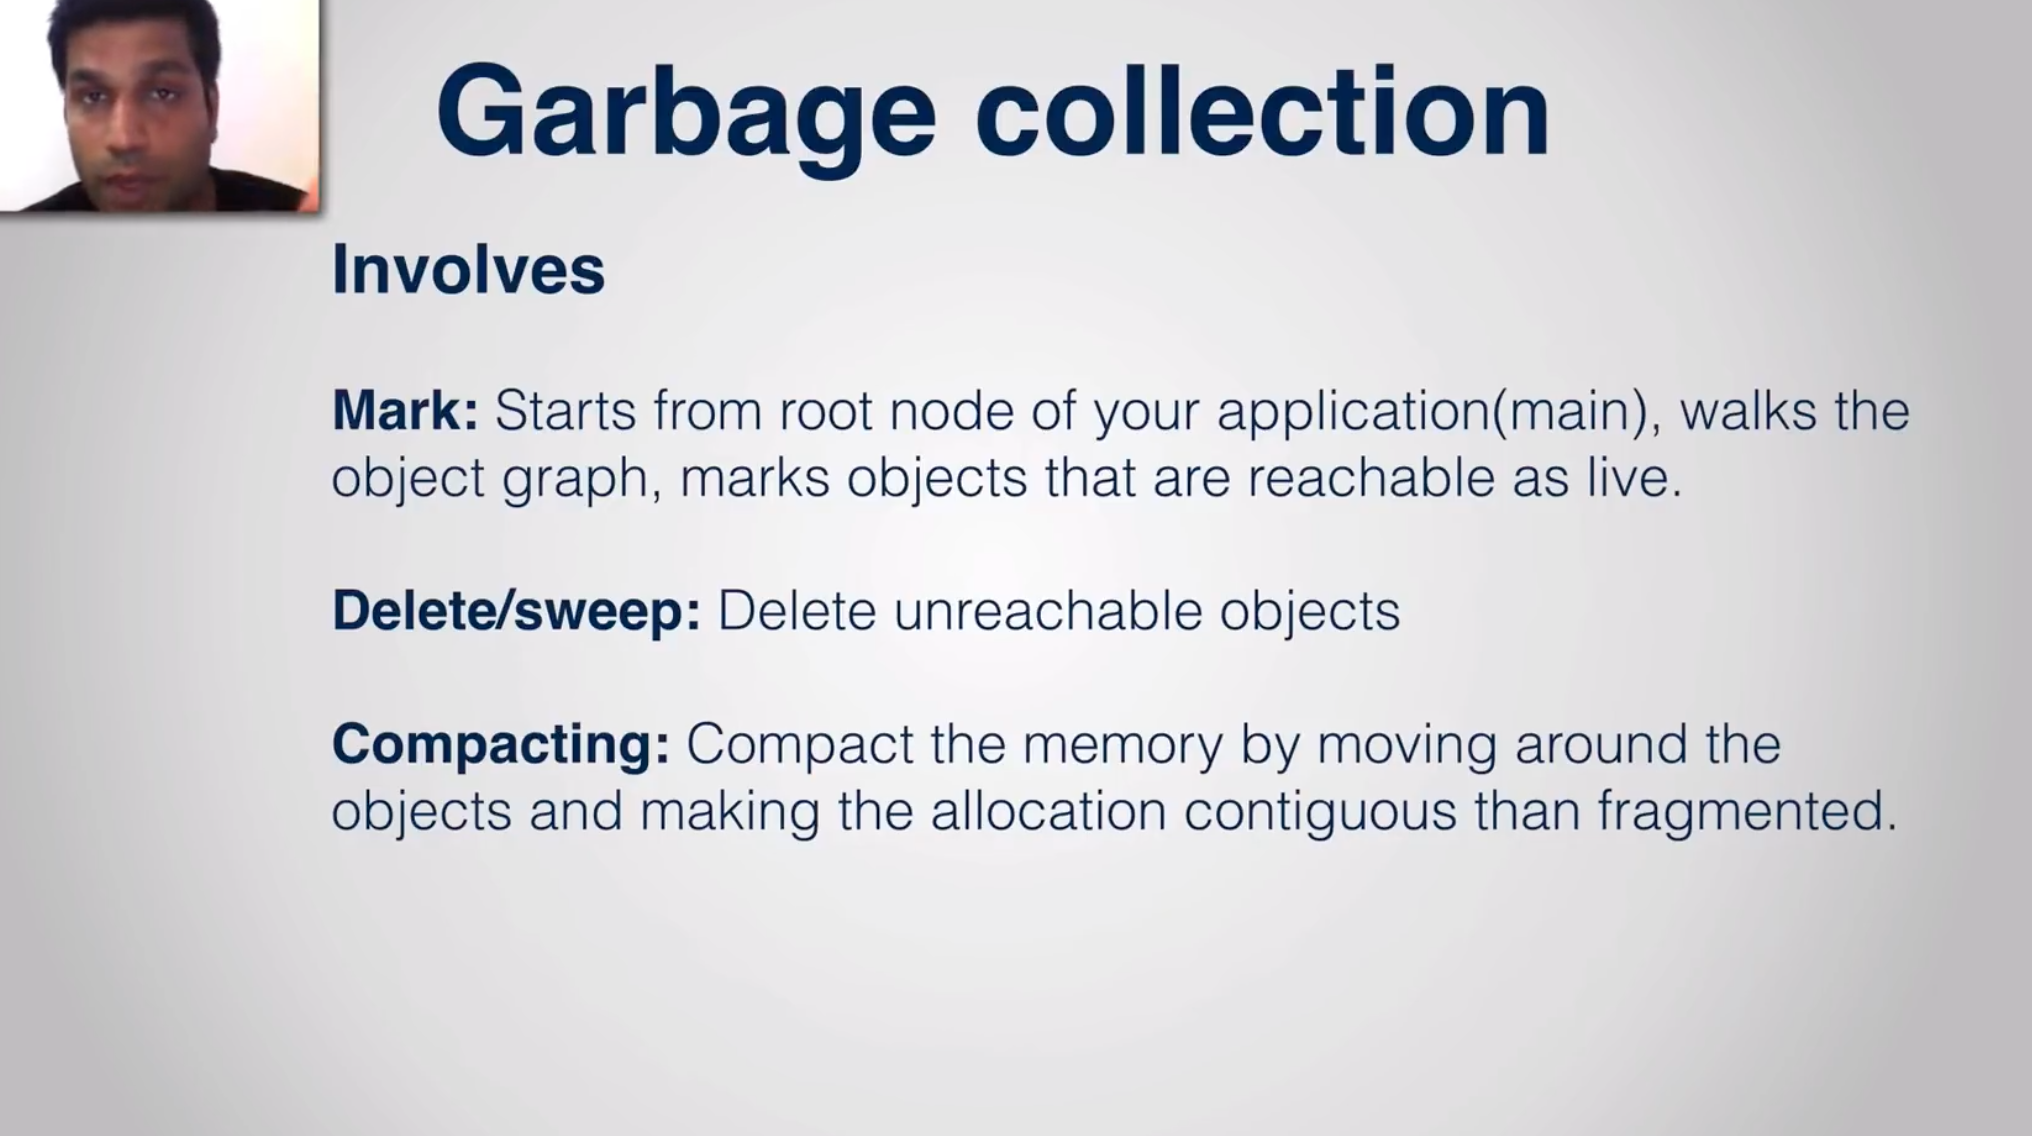 Garbage collection
Involves
Mark: Starts from root node of your application(main), walks the
object graph, marks objects that are reachable as live.
Delete/sweep: Delete unreachable objects
Compacting: Compact the memory by moving around the
objects and making the allocation contiguous than fragmented.